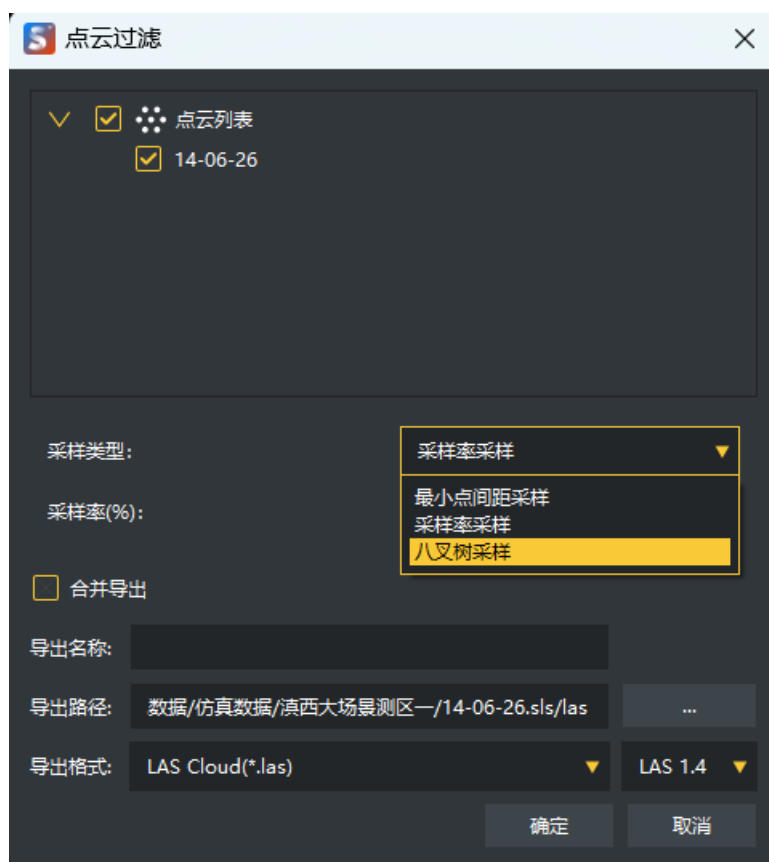 点云过滤
点云列表
14-06-26
采样类型:
采样率采样
最小点间距采样
采样率(%):
采样率采样
八叉树采样
合并导出
导出名称:
导出路径:
数据/仿真数据/滇西大场景测区一/14-06-26.sls/las
...
导出格式:
LAS Cloud(*.las)
LAS 1.4
确定
取消